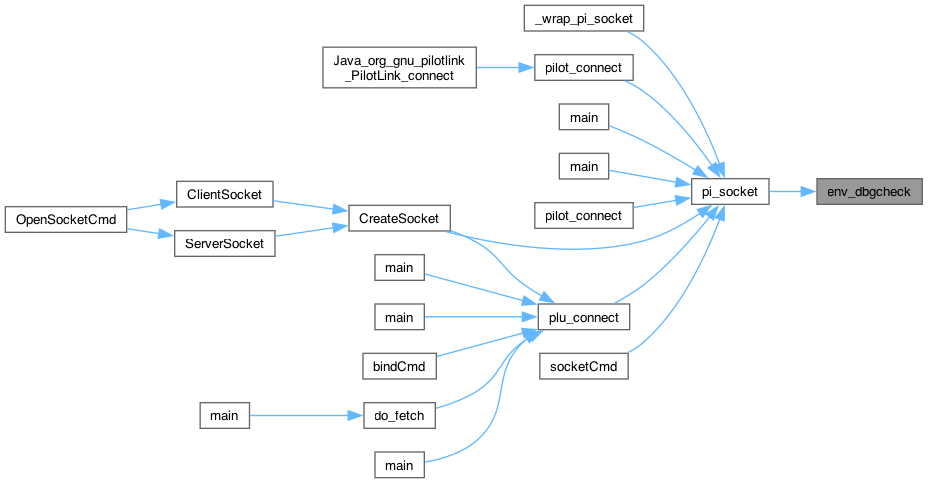 _wrap_pi_socket
Java_org_gnu_pilotlink
_PilotLink_connect
pilot_connect
main
main
pi_socket
env_dbgcheck
ClientSocket
OpenSocketCmd
CreateSocket
pilot_connect
ServerSocket
main
main
plu_connect
bindCmd
socketCmd
main
do_fetch
main